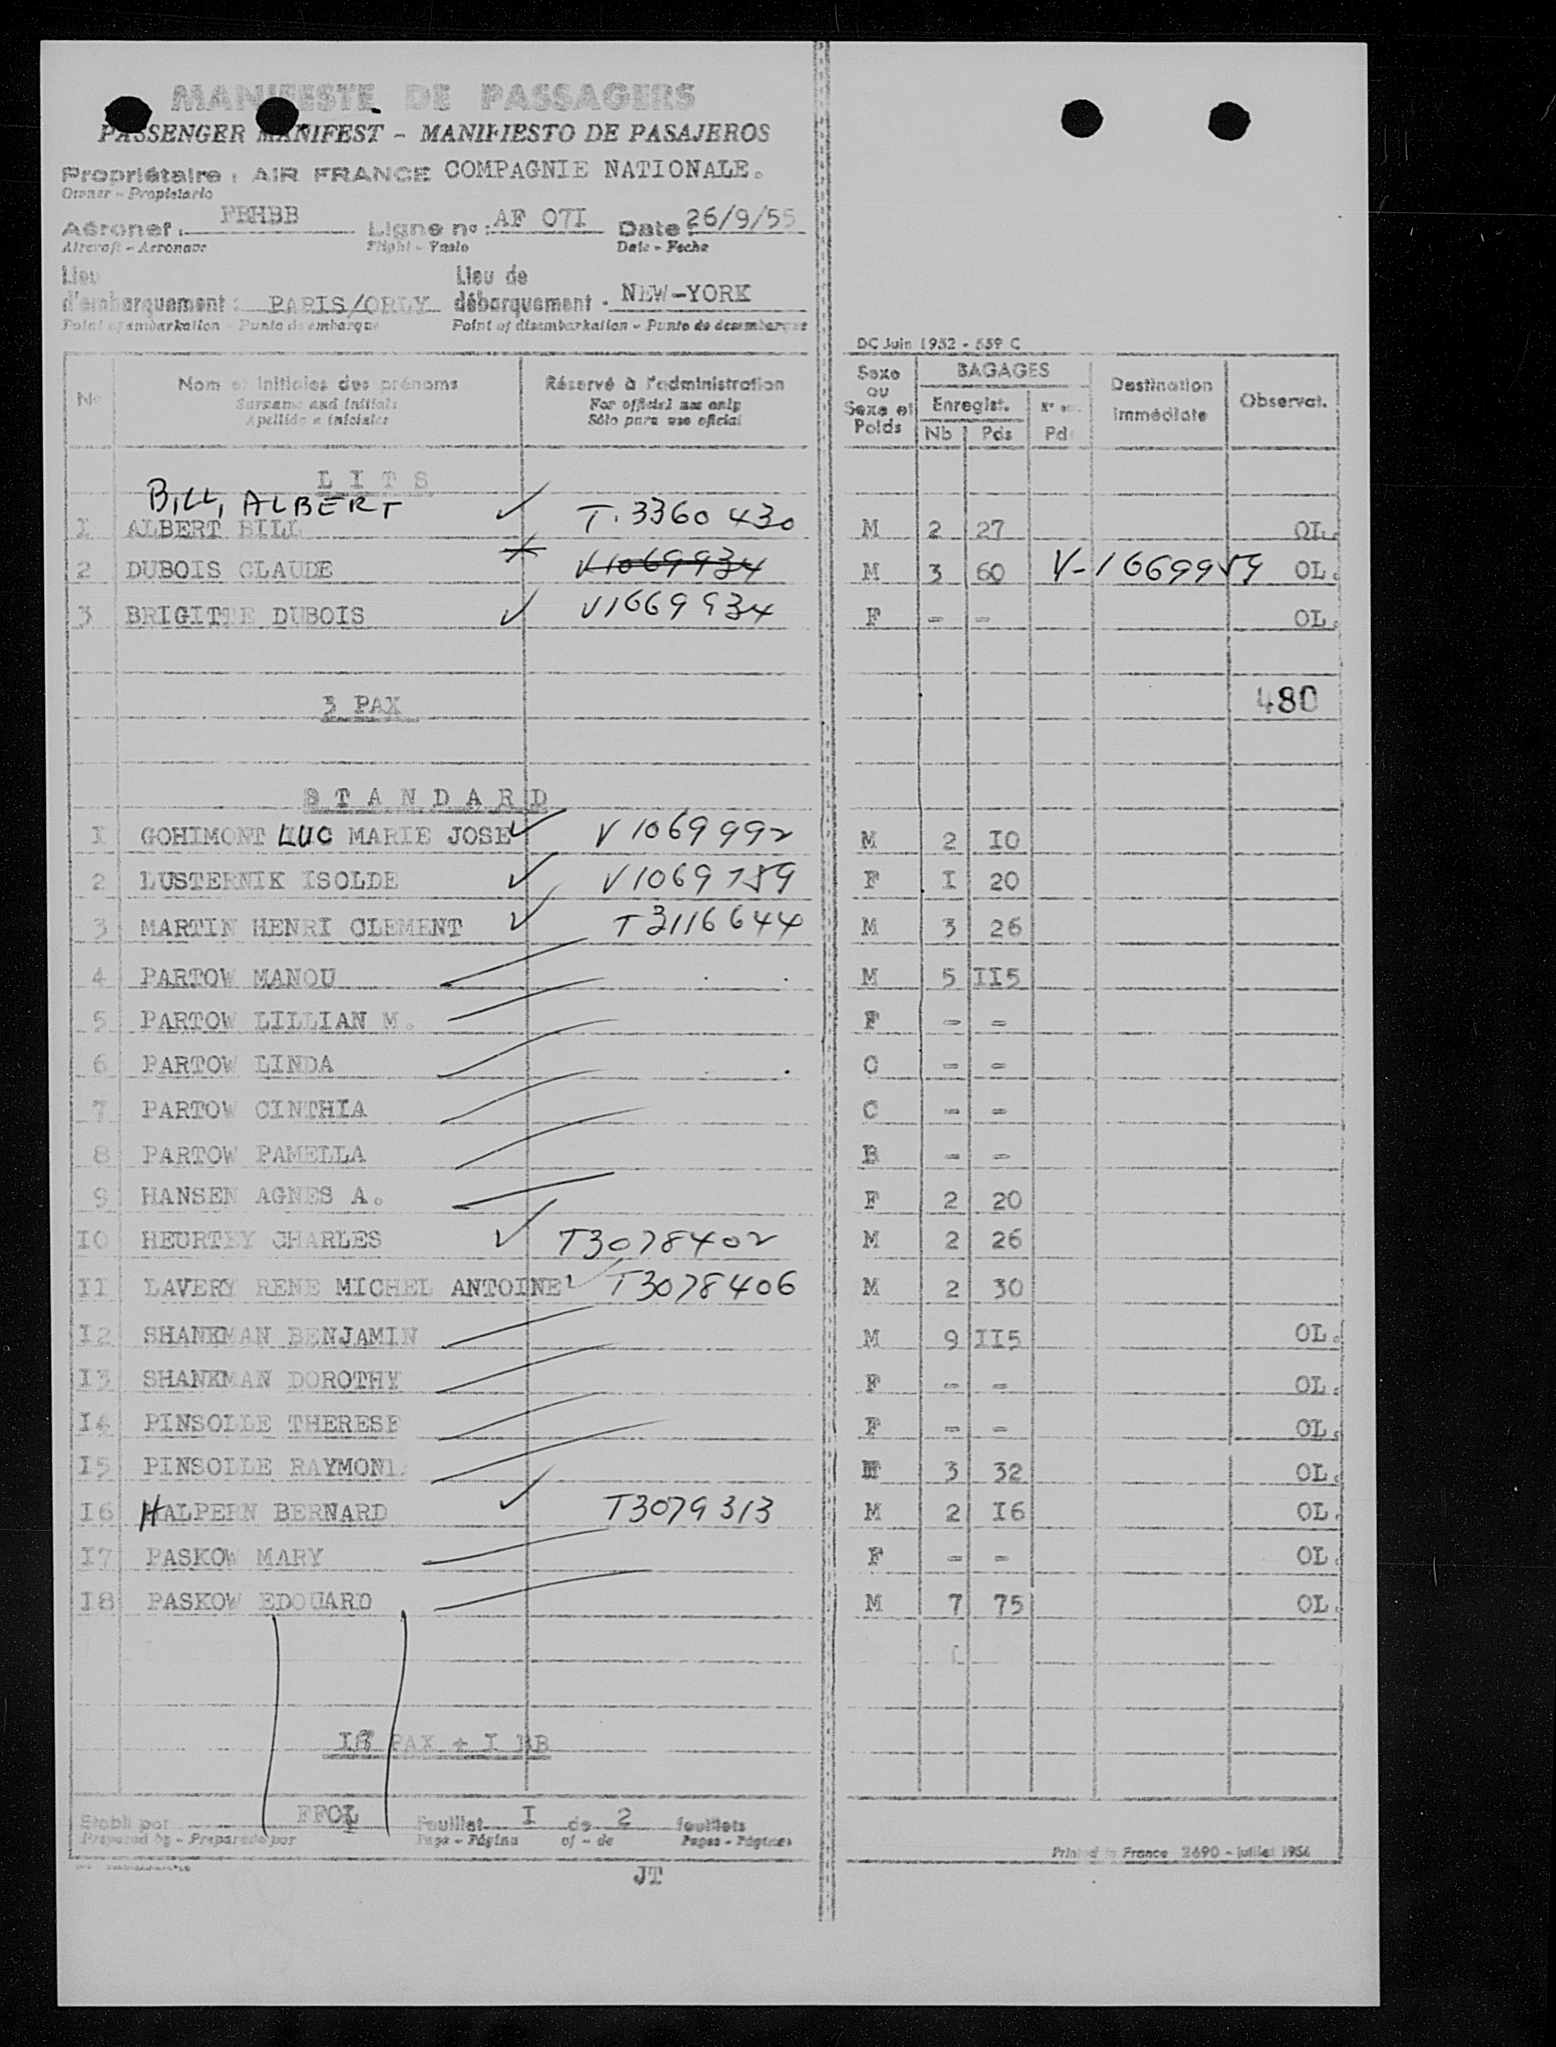 MANIFESTE DE PASSAGERS
PASSENGER MANIFEST - MANIFIESTO DE PASAJEROS
Propriétaire : AIR FRANCE COMPAGNIE NATIONALE.
Owner - Propietario
Aéronef : FBHBB Ligne no : AF 07I Date : 26/9/55
Aircraft - Aeronave Flight - Vuelo Date - Fecha
Lieu d'embarquement : PARIS/ORLY Lieu de débarquement . NEW-YORK
Point of embarkation - Punto de embarque Point of disembarkation - Punto de desembarque
DC Juin 1952 - 559 C
No Nom et initiales des prénoms Réservé à l'administration Sexe ou Sexe et Poids BAGAGES Destination immédiate Observat.
Surname and initials For official use only Enregist.
Apellido e iniciales Sólo para uso oficial Nb Pds Pds
L I T S
BILL, ALBERT
1 ALBERT BILL T. 3360430 M 2 27 OL.
2 DUBOIS CLAUDE V1069934 M 3 60 V-1669959 OL.
3 BRIGITTE DUBOIS V1669934 F - - OL.
3 PAX 480
S T A N D A R D
1 GOHIMONT LUC MARIE JOSE V1069992 M 2 I0
2 LUSTERNIK ISOLDE V1069789 F I 20
3 MARTIN HENRI CLEMENT T3116644 M 3 26
4 PARTOW MANOU M 5 II5
5 PARTOW LILLIAN M. F - -
6 PARTOW LINDA C - -
7 PARTOW CINTHIA C - -
8 PARTOW PAMELLA B - -
9 HANSEN AGNES A. F 2 20
I0 HEURTEY CHARLES T3078402 M 2 26
II LAVERY RENE MICHEL ANTOINE T3078406 M 2 30
I2 SHANKMAN BENJAMIN M 9 II5 OL.
I3 SHANKMAN DOROTHY F - - OL.
I4 PINSOLLE THERESE F - - OL.
I5 PINSOLLE RAYMOND 3 32 OL.
I6 HALPERN BERNARD T3079313 M 2 I6 OL.
I7 PASKOW MARY F - - OL.
I8 PASKOW EDOUARD M 7 75 OL.
I7 PAX + I BB
Etabli par FFOL Feuillet I de 2 feuillets
Prepared by - Preparado por Page - Página of - de Pages - Páginas
Printed in France 2690 - juillet 1954
JT